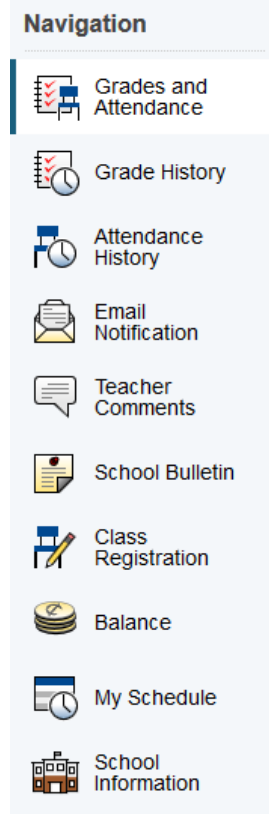 Navigation
Grades and
Attendance
Grade History
Attendance
History
Email
Notification
Teacher
Comments
School Bulletin
Class
Registration
Balance
My Schedule
School
Information